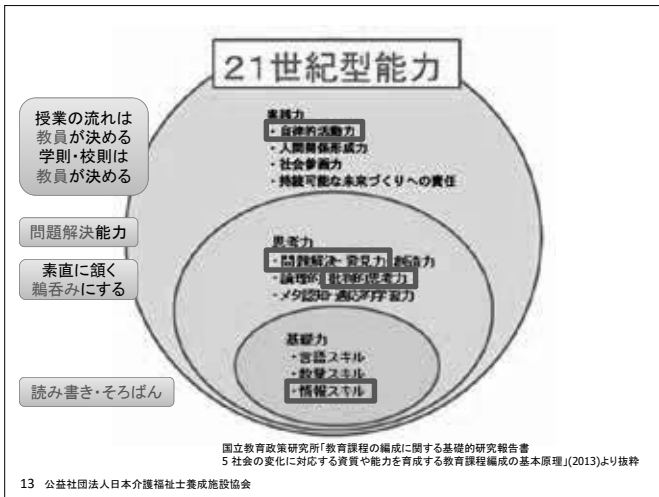 21世紀型能力
授業の流れは
教員が決める
学則・校則は
教員が決める
実践力
・自律的活動力
・人間関係形成力
・社会参画力
・持続可能な未来づくりへの責任
問題解決能力
思考力
・問題解決・発見力・創造力
・論理的・批判的思考力
・メタ認知・適応的学習力
素直に頷く
鵜呑みにする
基礎力
・言語スキル
・数量スキル
・情報スキル
読み書き・そろばん
国立教育政策研究所「教育課程の編成に関する基礎的研究報告書
5 社会の変化に対応する資質や能力を育成する教育課程編成の基本原理」(2013)より抜粋
13 公益社団法人日本介護福祉士養成施設協会